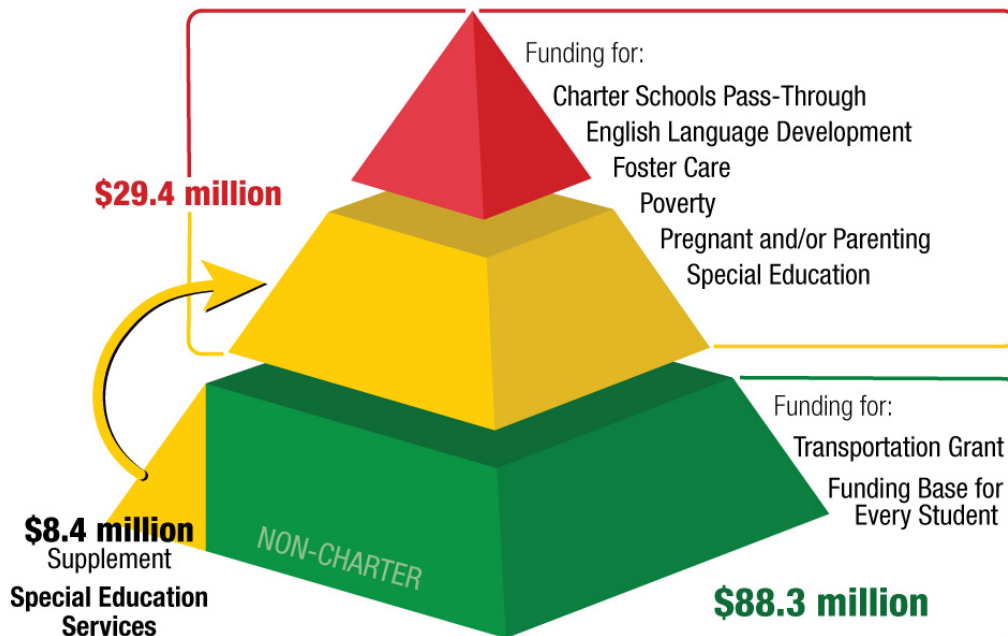 Funding for:
Charter Schools Pass-Through
English Language Development
Foster Care
Poverty
Pregnant and/or Parenting
Special Education
$29.4 million
Funding for:
Transportation Grant
Funding Base for
Every Student
$8.4 million
Supplement
Special Education
Services
NON-CHARTER
$88.3 million